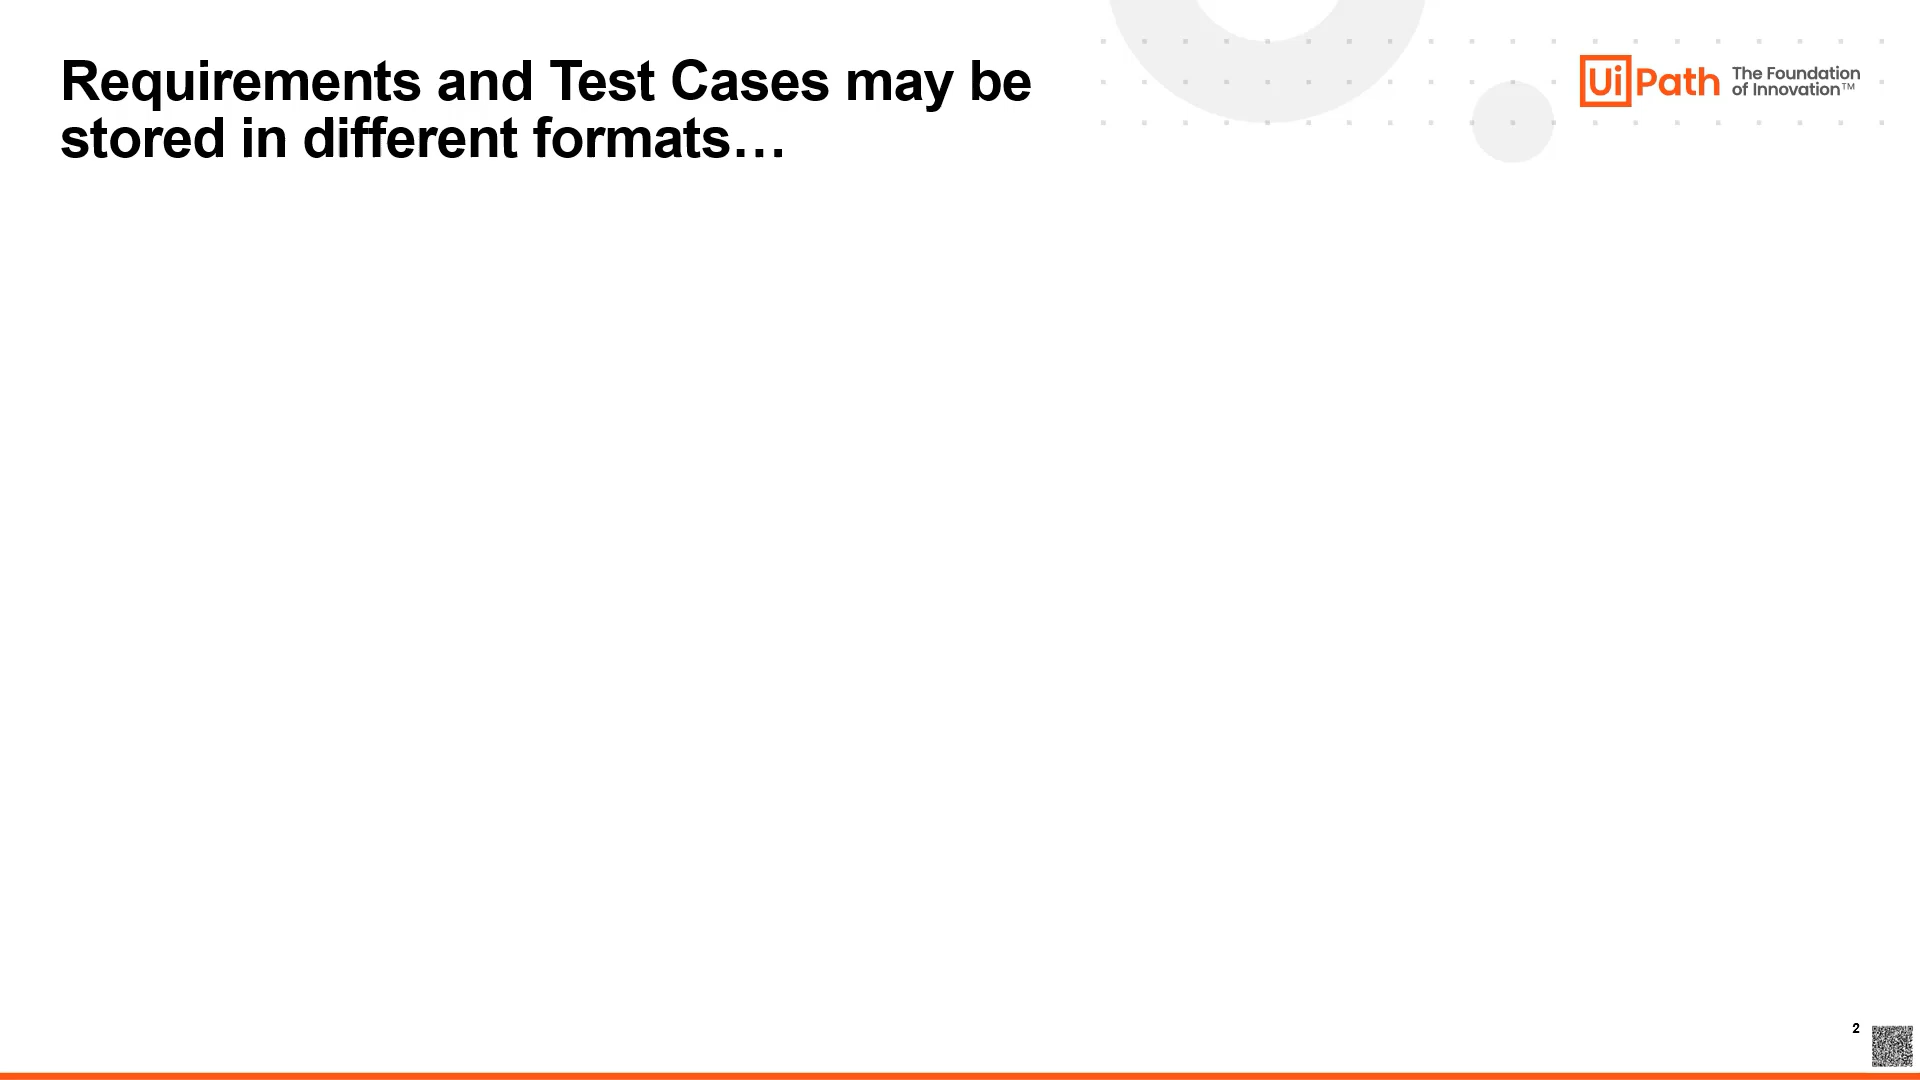 Requirements and Test Cases may be
stored in different formats…
UiPath
The Foundation
of Innovation™
2